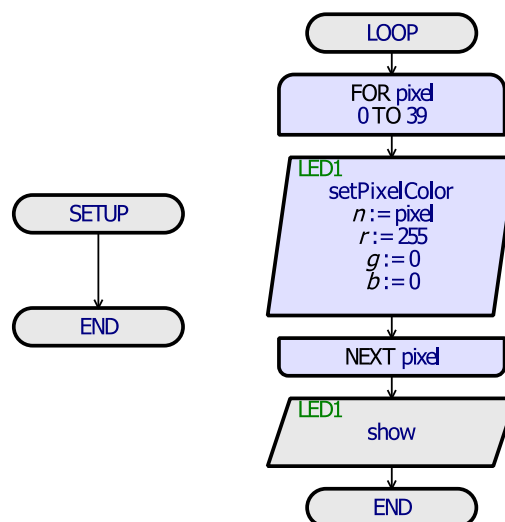 SETUP
END
LOOP
FOR pixel
0 TO 39
LED1
setPixelColor
n := pixel
r := 255
g := 0
b := 0
NEXT pixel
LED1
show
END